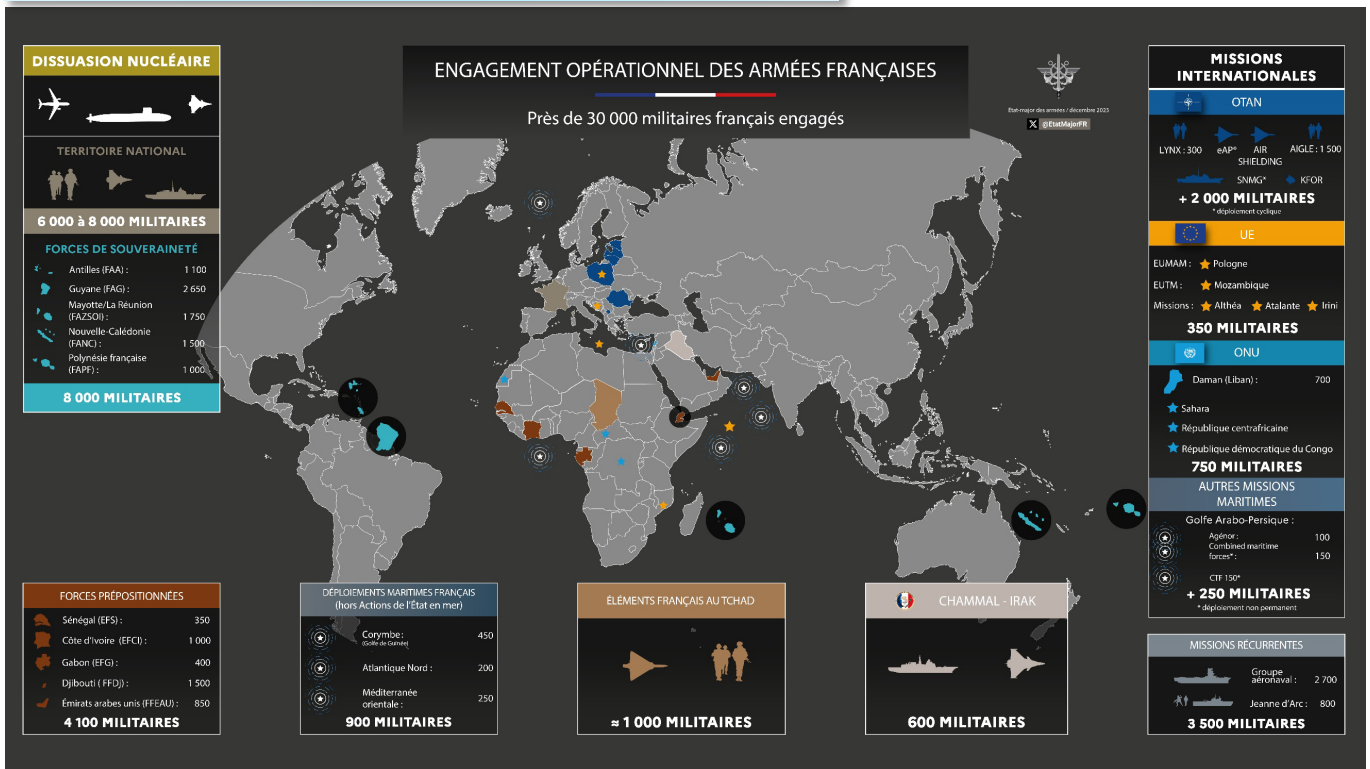 ENGAGEMENT OPÉRATIONNEL DES ARMÉES FRANÇAISES
Près de 30 000 militaires français engagés
État-major des armées / décembre 2023
@EtatMajorFR
DISSUASION NUCLÉAIRE
TERRITOIRE NATIONAL
6 000 à 8 000 MILITAIRES
FORCES DE SOUVERAINETÉ
Antilles (FAA) : 1 100
Guyane (FAG) : 2 650
Mayotte/La Réunion
(FAZSOI) : 1 750
Nouvelle-Calédonie
(FANC) : 1 500
Polynésie française
(FAPF) : 1 000
8 000 MILITAIRES
MISSIONS
INTERNATIONALES
OTAN
LYNX : 300 eAP* AIR SHIELDING AIGLE : 1 500
SNMG* KFOR
+ 2 000 MILITAIRES
* déploiement cyclique
UE
EUMAM : Pologne
EUTM : Mozambique
Missions : Althéa Atalante Irini
350 MILITAIRES
ONU
Daman (Liban) : 700
Sahara
République centrafricaine
République démocratique du Congo
750 MILITAIRES
AUTRES MISSIONS
MARITIMES
Golfe Arabo-Persique :
Agénor : 100
Combined maritime
forces* : 150
CTF 150*
+ 250 MILITAIRES
* déploiement non permanent
FORCES PRÉPOSITIONNÉES
Sénégal (EFS) : 350
Côte d'Ivoire (EFCI) : 1 000
Gabon (EFG) : 400
Djibouti ( FFDj) : 1 500
Émirats arabes unis (FFEAU) : 850
4 100 MILITAIRES
DÉPLOIEMENTS MARITIMES FRANÇAIS
(hors Actions de l'État en mer)
Corymbe : 450
(Golfe de Guinée)
Atlantique Nord : 200
Méditerranée
orientale : 250
900 MILITAIRES
ÉLÉMENTS FRANÇAIS AU TCHAD
≈ 1 000 MILITAIRES
CHAMMAL - IRAK
600 MILITAIRES
MISSIONS RÉCURRENTES
Groupe
aéronaval : 2 700
Jeanne d'Arc : 800
3 500 MILITAIRES